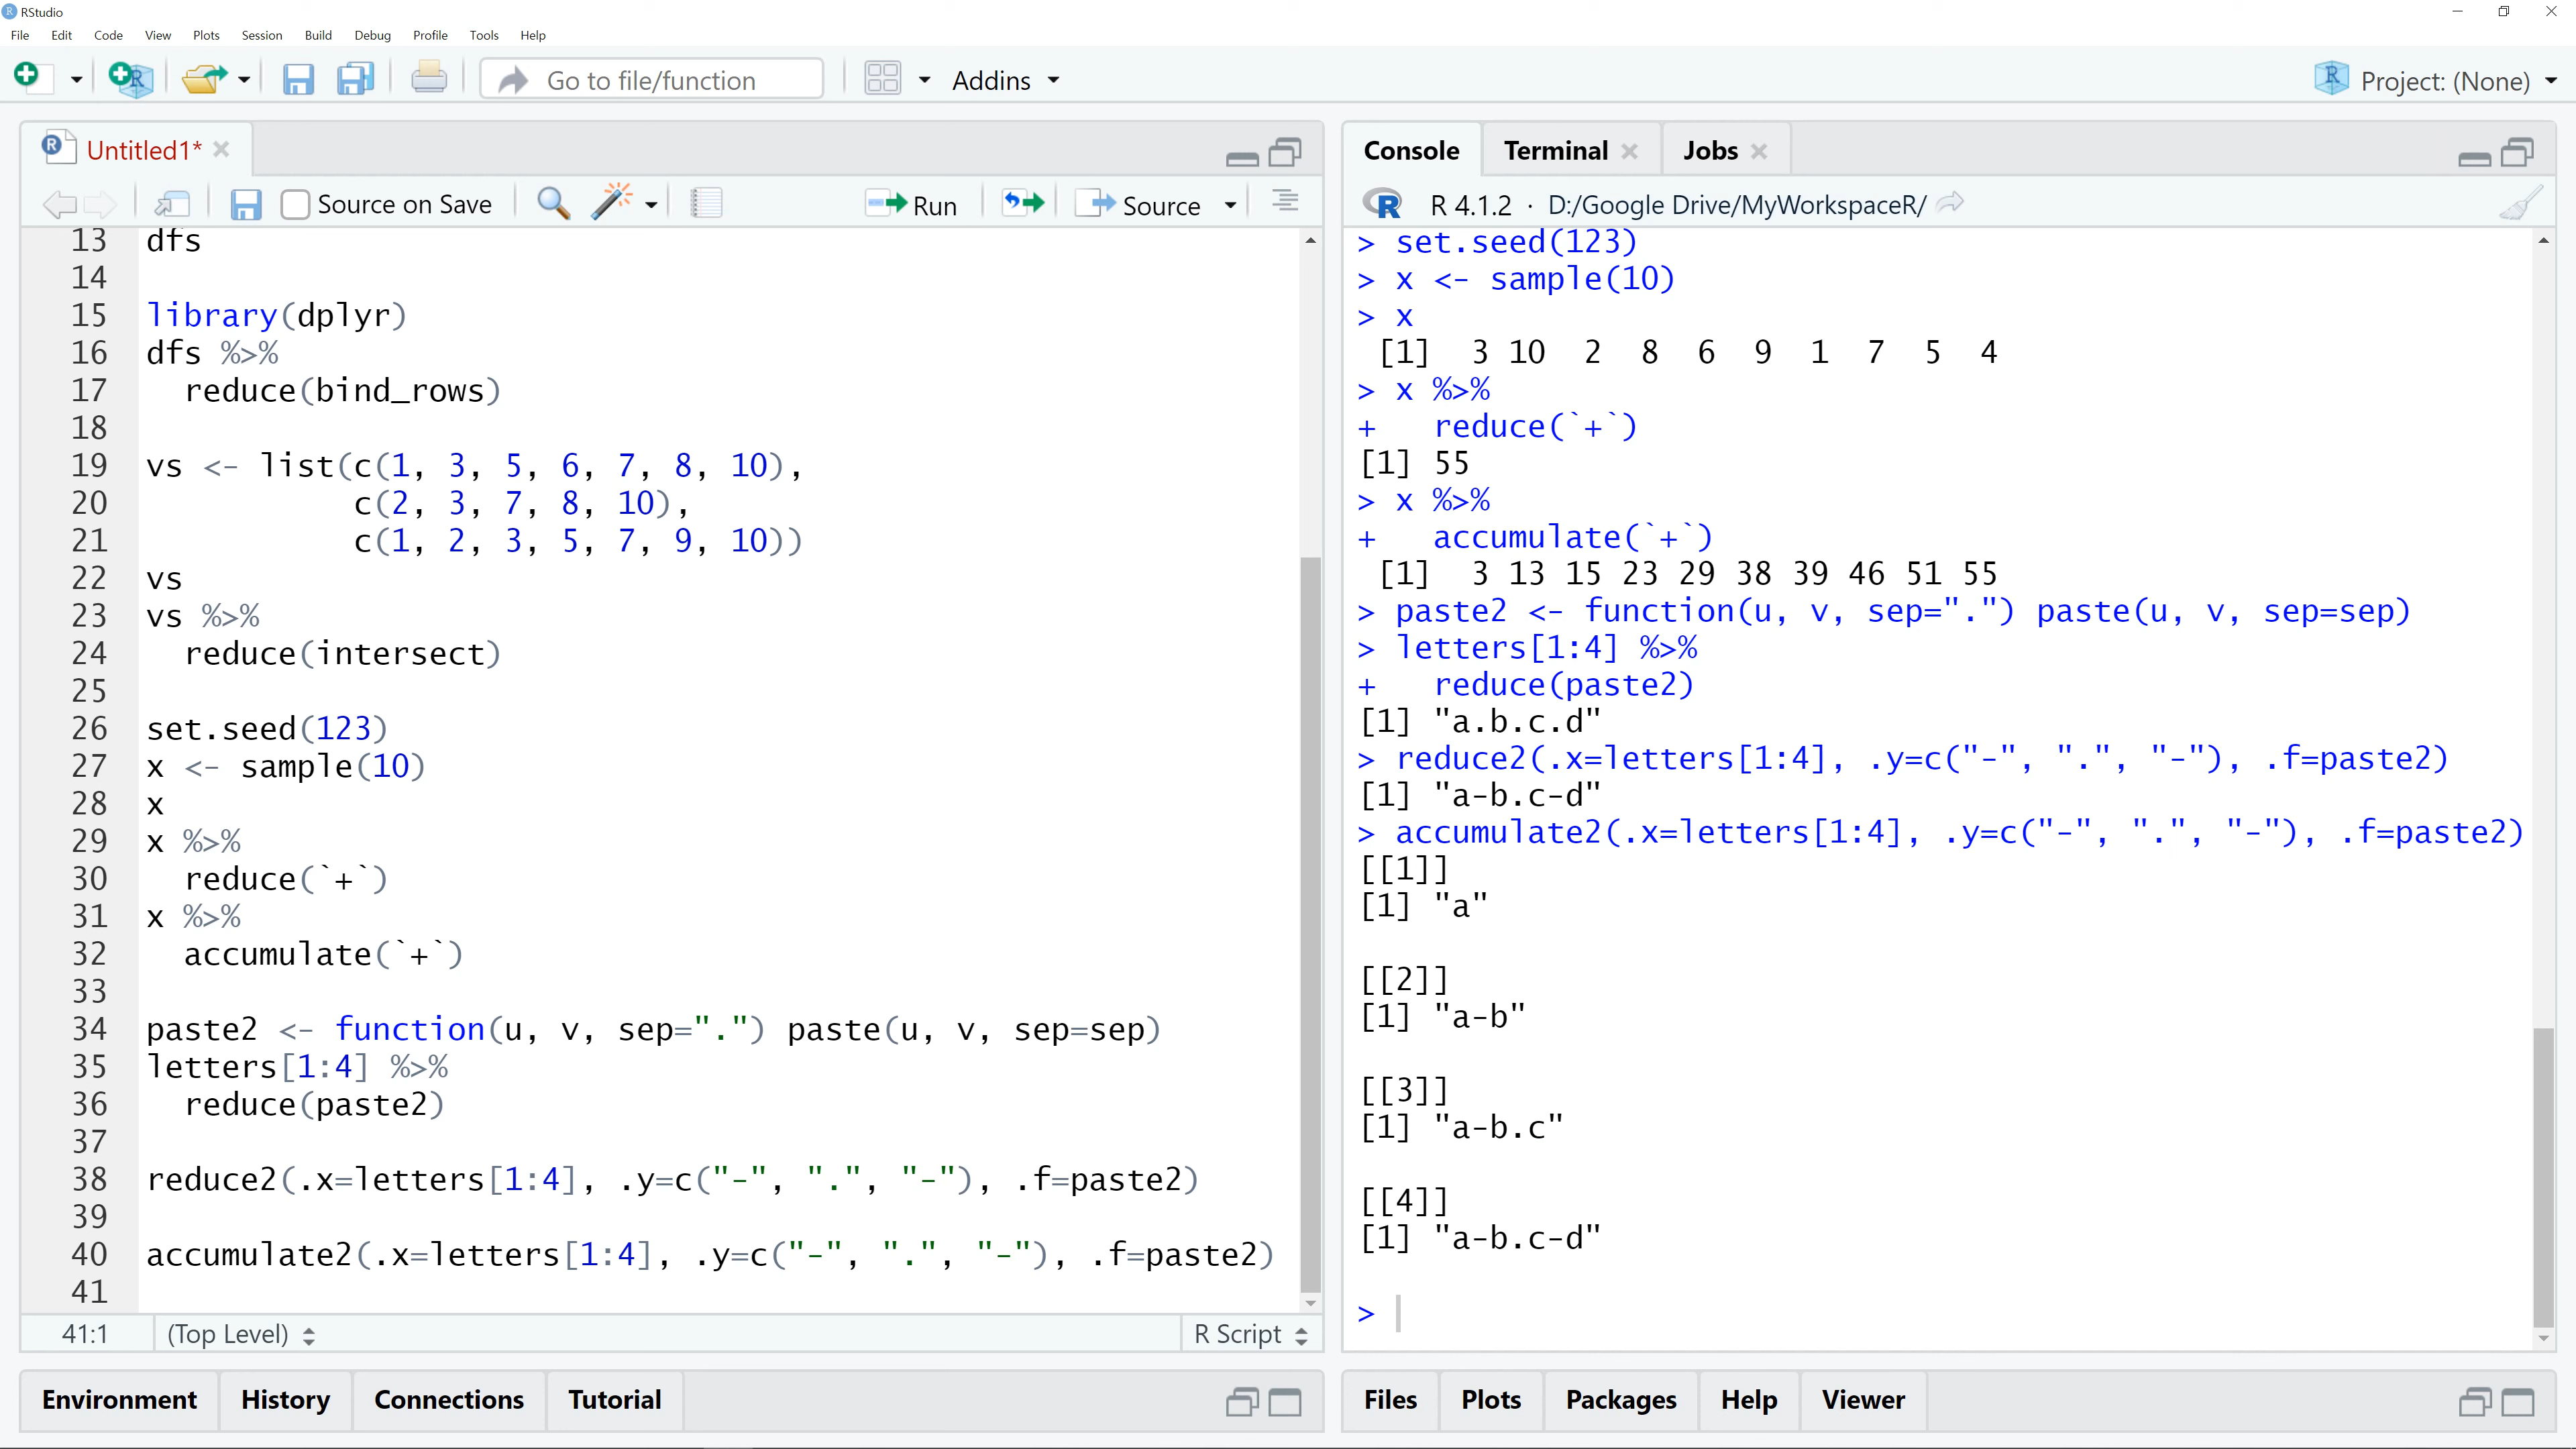 RStudio
File Edit Code View Plots Session Build Debug Profile Tools Help
Go to file/function Addins Project: (None)
Untitled1*
Source on Save Run Source
13 dfs
14
15 library(dplyr)
16 dfs %>%
17   reduce(bind_rows)
18
19 vs <- list(c(1, 3, 5, 6, 7, 8, 10),
20            c(2, 3, 7, 8, 10),
21            c(1, 2, 3, 5, 7, 9, 10))
22 vs
23 vs %>%
24   reduce(intersect)
25
26 set.seed(123)
27 x <- sample(10)
28 x
29 x %>%
30   reduce(`+`)
31 x %>%
32   accumulate(`+`)
33
34 paste2 <- function(u, v, sep=".") paste(u, v, sep=sep)
35 letters[1:4] %>%
36   reduce(paste2)
37
38 reduce2(.x=letters[1:4], .y=c("-", ".", "-"), .f=paste2)
39
40 accumulate2(.x=letters[1:4], .y=c("-", ".", "-"), .f=paste2)
41
41:1 (Top Level) R Script
Environment History Connections Tutorial
Console Terminal Jobs
R 4.1.2 · D:/Google Drive/MyWorkspaceR/
> set.seed(123)
> x <- sample(10)
> x
 [1]  3 10  2  8  6  9  1  7  5  4
> x %>%
+   reduce(`+`)
[1] 55
> x %>%
+   accumulate(`+`)
 [1]  3 13 15 23 29 38 39 46 51 55
> paste2 <- function(u, v, sep=".") paste(u, v, sep=sep)
> letters[1:4] %>%
+   reduce(paste2)
[1] "a.b.c.d"
> reduce2(.x=letters[1:4], .y=c("-", ".", "-"), .f=paste2)
[1] "a-b.c-d"
> accumulate2(.x=letters[1:4], .y=c("-", ".", "-"), .f=paste2)
[[1]]
[1] "a"
[[2]]
[1] "a-b"
[[3]]
[1] "a-b.c"
[[4]]
[1] "a-b.c-d"
>
Files Plots Packages Help Viewer